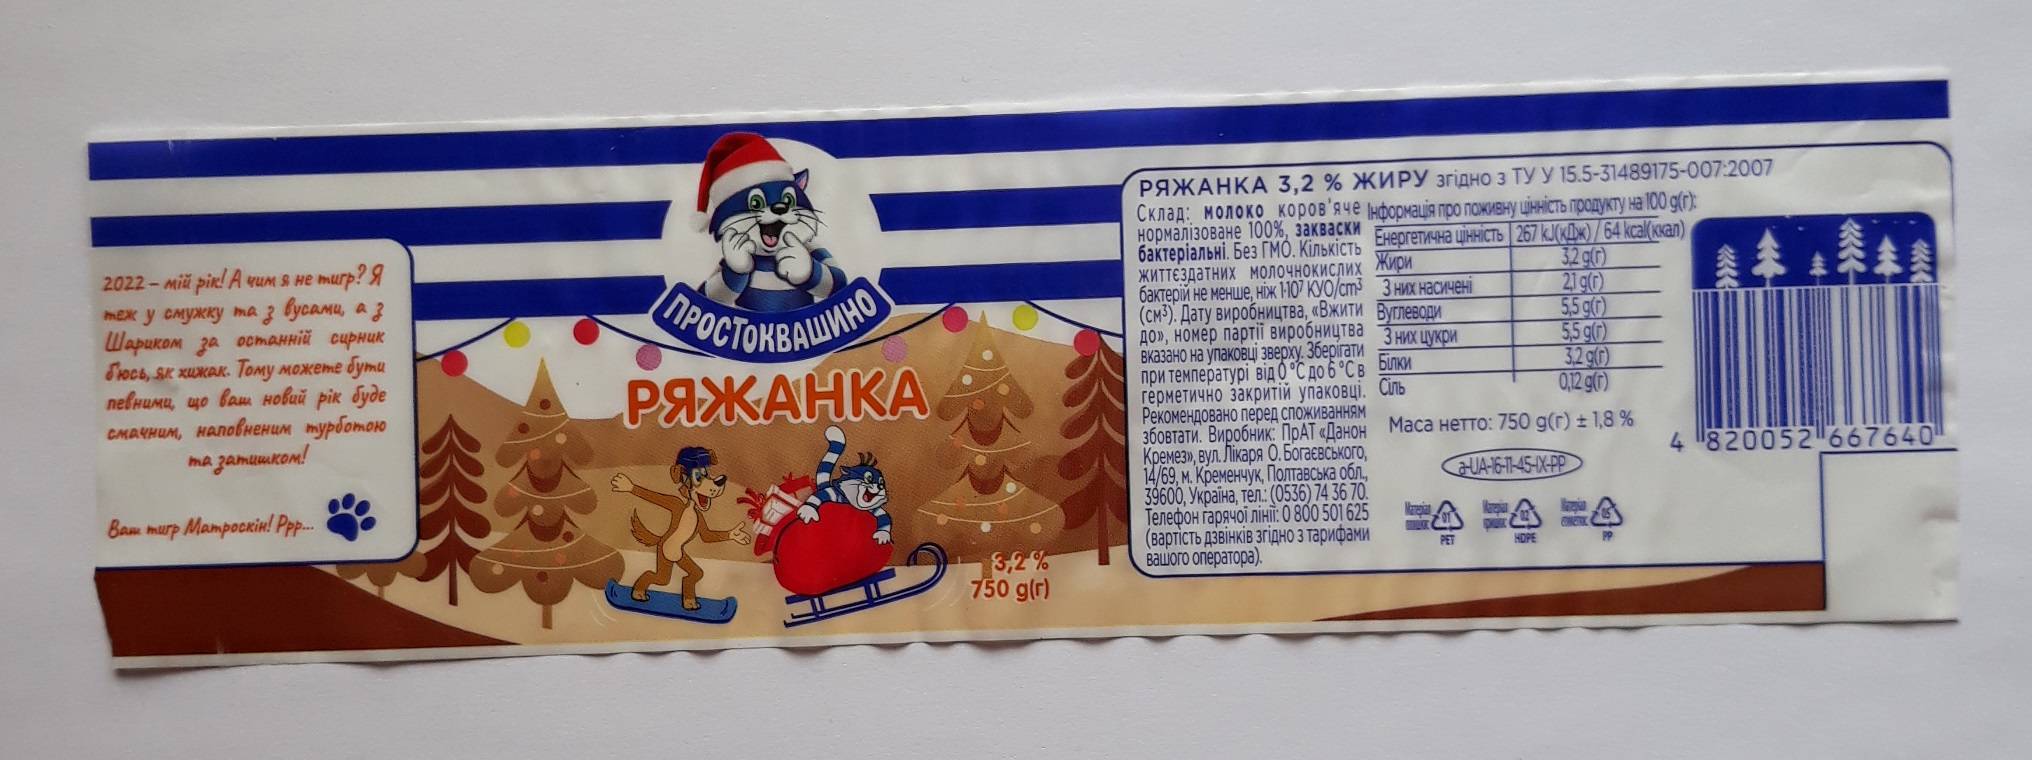 2022 – мій рік! А чим я не тигр? Я
теж у смужку та з вусами, а з
Шариком за останній сирник
б'юсь, як хижак. Тому можете бути
певними, що ваш новий рік буде
смачним, наповненим турботою
та затишком!
Ваш тигр Матроскін! Ррр...
ПРОСТОКВАШИНО
РЯЖАНКА
3,2 %
750 g(г)
РЯЖАНКА 3,2 % ЖИРУ згідно з ТУ У 15.5-31489175-007:2007
Склад: молоко коров'яче
нормалізоване 100%, закваски
бактеріальні. Без ГМО. Кількість
життєздатних молочнокислих
бактерій не менше, ніж 1·10⁷ КУО/cm³
(см³). Дату виробництва, «Вжити
до», номер партії виробництва
вказано на упаковці зверху. Зберігати
при температурі від 0 °С до 6 °С в
герметично закритій упаковці.
Рекомендовано перед споживанням
збовтати. Виробник: ПрАТ «Данон
Кремез», вул. Лікаря О. Богаєвського,
14/69, м. Кременчук, Полтавська обл.,
39600, Україна, тел.: (0536) 74 36 70.
Телефон гарячої лінії: 0 800 501 625
(вартість дзвінків згідно з тарифами
вашого оператора).
Інформація про поживну цінність продукту на 100 g(г):
Енергетична цінність 267 kJ(кДж) / 64 kcal(ккал)
Жири 3,2 g(г)
З них насичені 2,1 g(г)
Вуглеводи 5,5 g(г)
З них цукри 5,5 g(г)
Білки 3,2 g(г)
Сіль 0,12 g(г)
Маса нетто: 750 g(г) ± 1,8 %
a-UA-16-11-45-IX-PP
Матеріал пляшки: 01 PET
Матеріал кришки: 02 HDPE
Матеріал етикетки: 05 PP
4 820052 667640